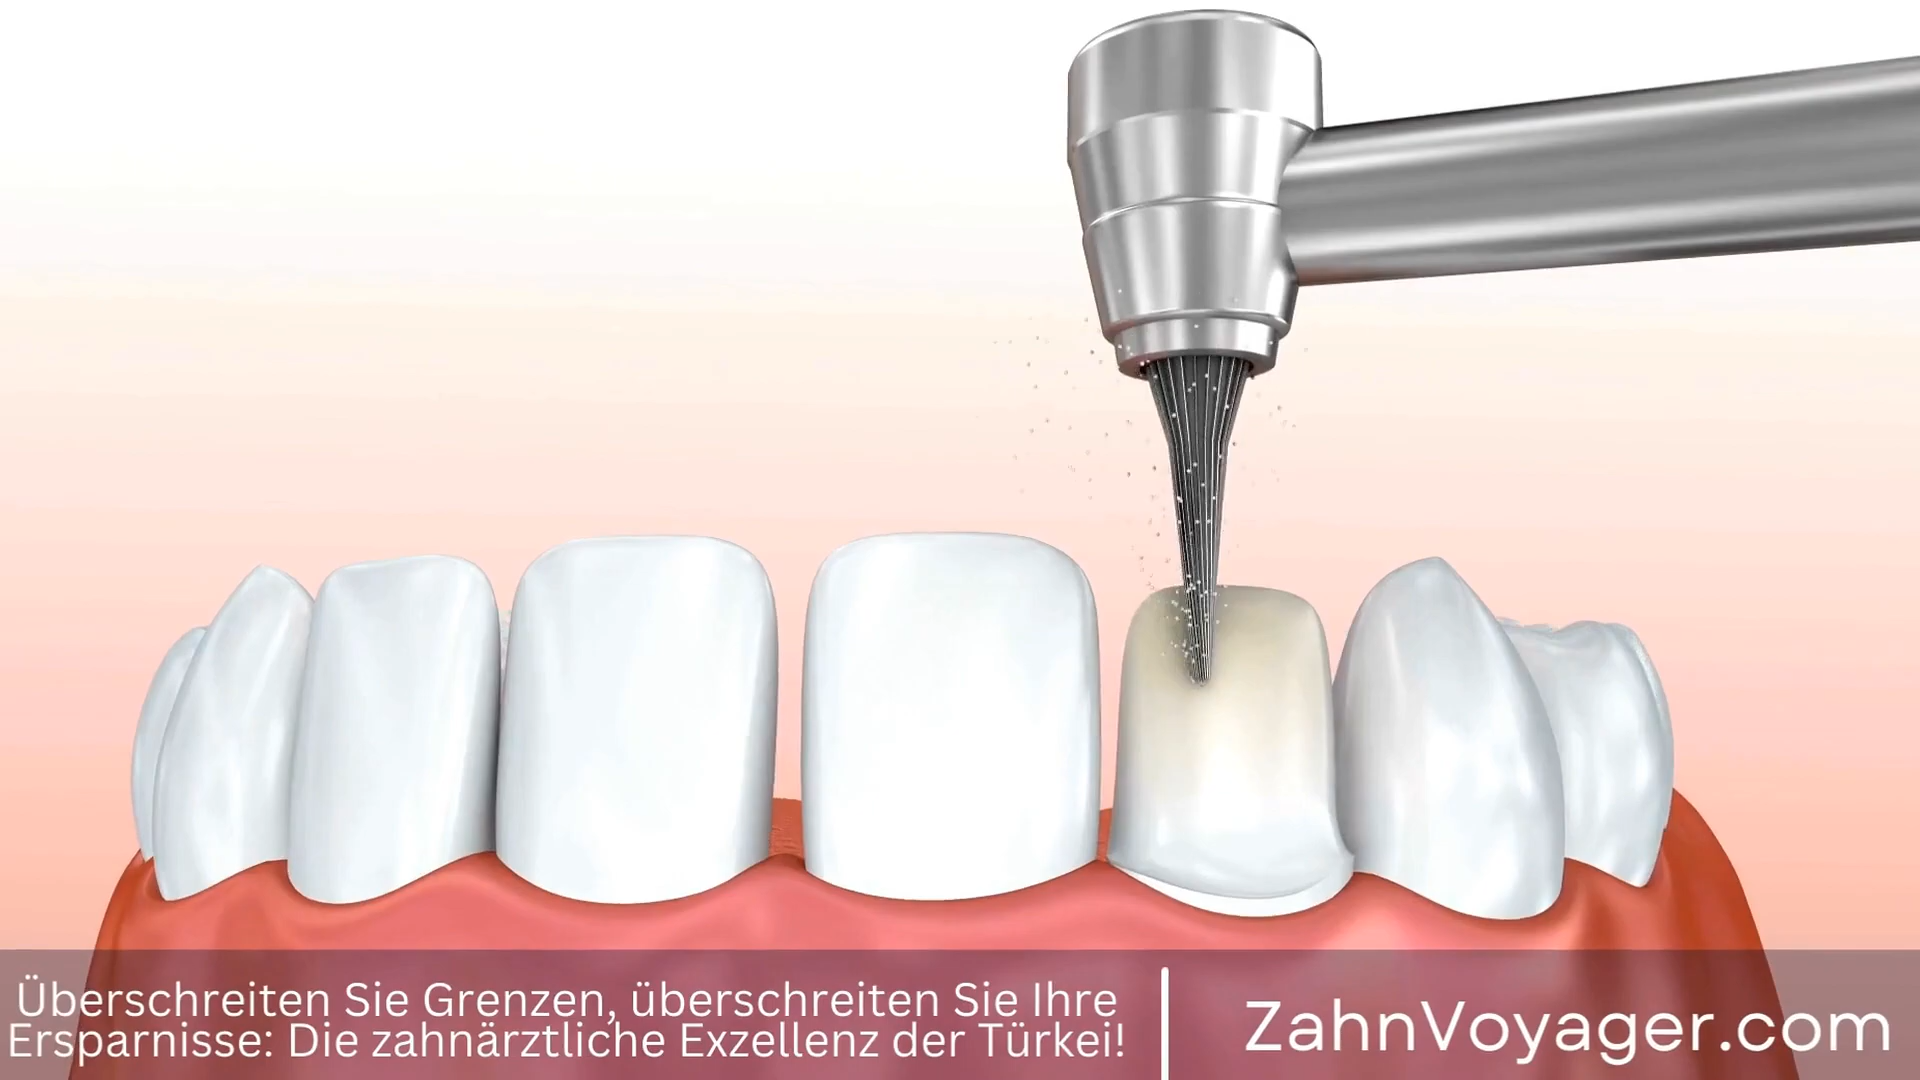 Überschreiten Sie Grenzen, überschreiten Sie Ihre
Ersparnisse: Die zahnärztliche Exzellenz der Türkei!
ZahnVoyager.com